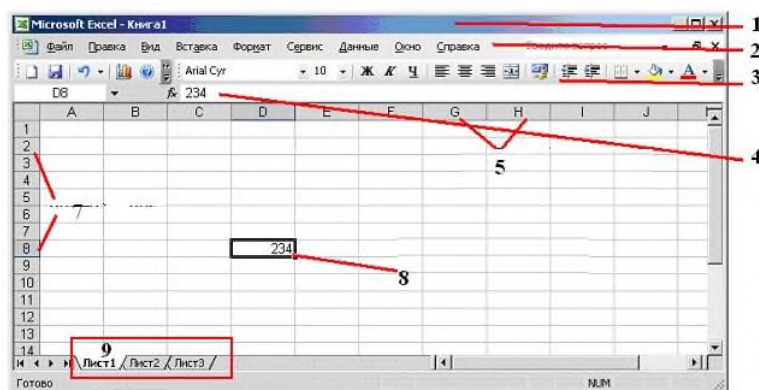 Microsoft Excel - Книга1 1
Файл Правка Вид Вставка Формат Сервис Данные Окно Справка 2
Arial Cyr 10 Ж К Ч 3
D8 fx 234
A B C D E F G H I J
1
2
3 5 4
4
5
6 7
7
8 234
9
10 8
11
12
13
14 9
Лист1 Лист2 Лист3
Готово NUM